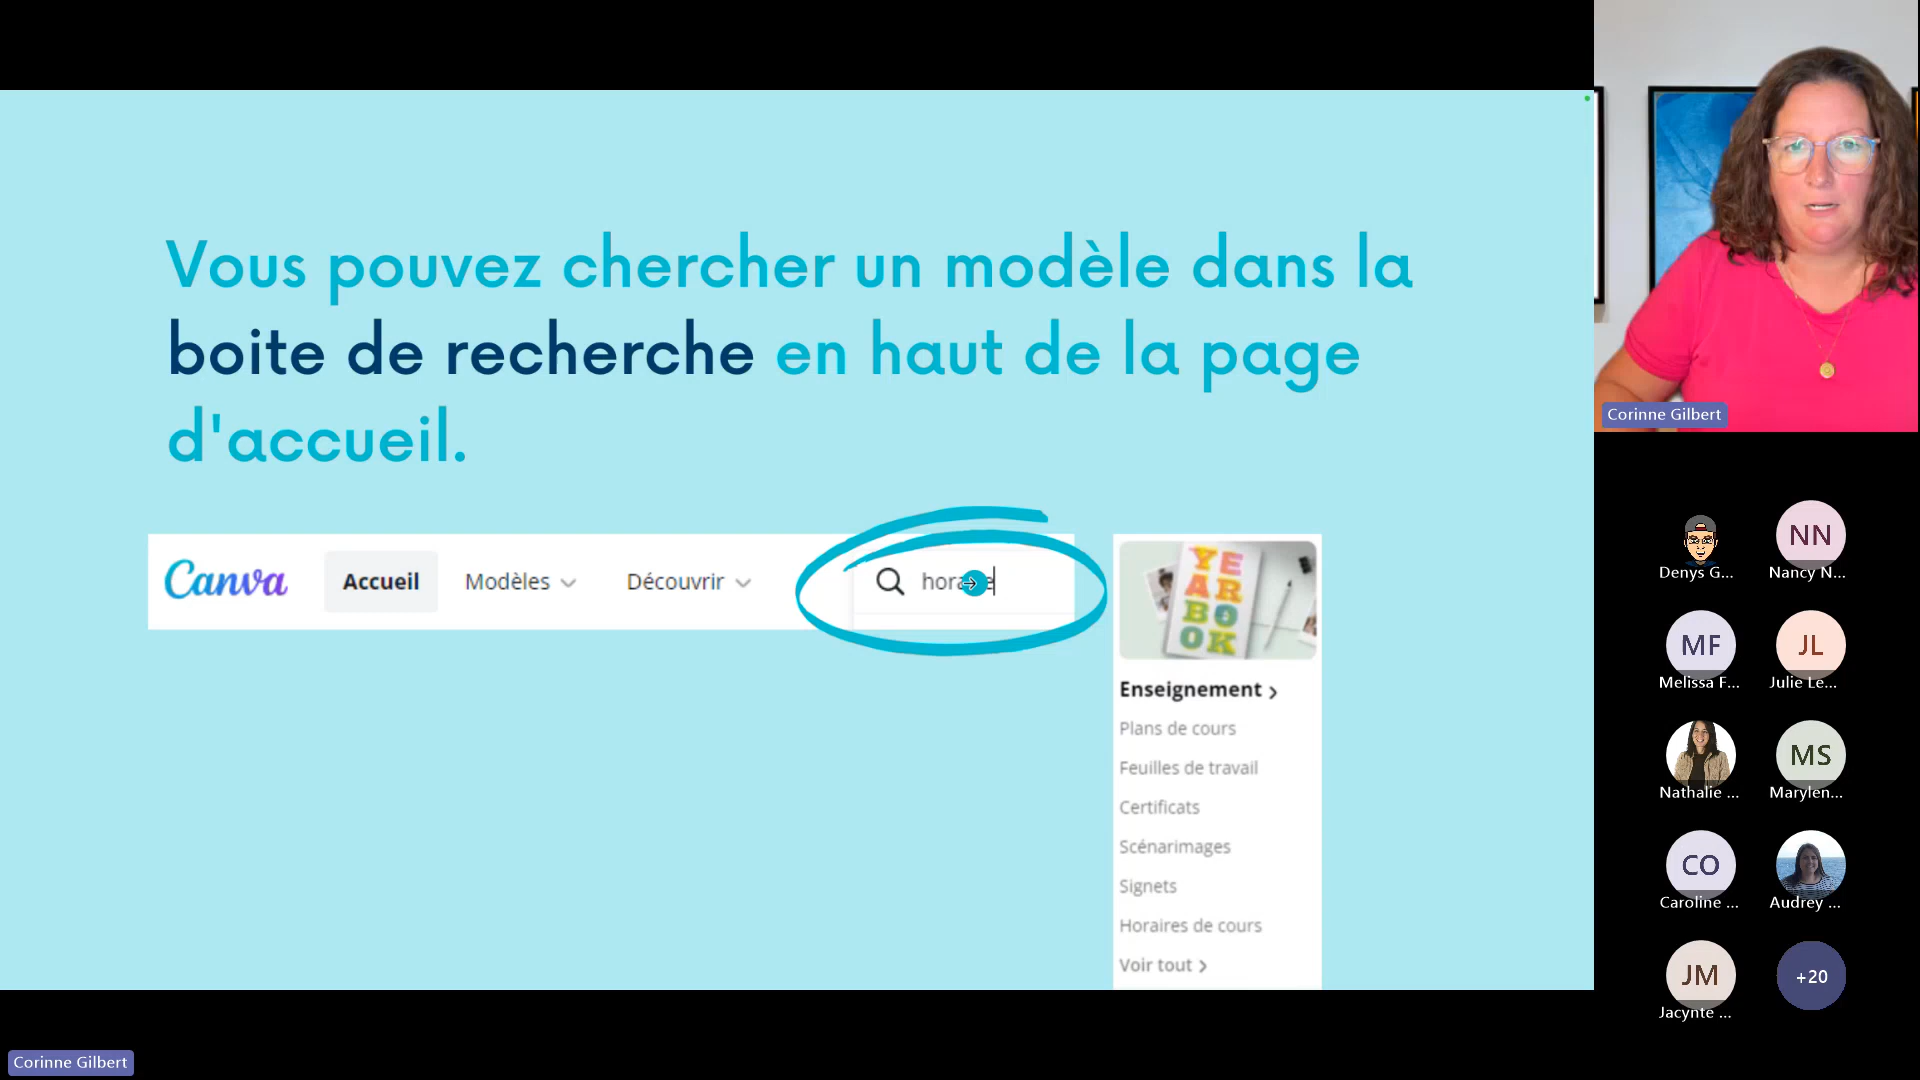 Vous pouvez chercher un modèle dans la
boite de recherche en haut de la page
d'accueil.
Canva
Accueil
Modèles
Découvrir
YE
AR
BO
OK
Enseignement
Plans de cours
Feuilles de travail
Certificats
Scénarimages
Signets
Horaires de cours
Voir tout
Corinne Gilbert
Denys G...
NN
Nancy N...
MF
Melissa F...
JL
Julie Le...
Nathalie ...
MS
Marylen...
CO
Caroline ...
Audrey ...
JM
Jacynte ...
+20
Corinne Gilbert